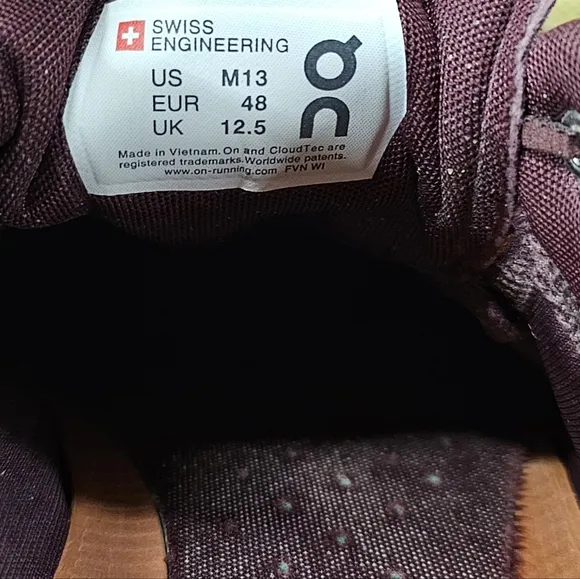 SWISS
ENGINEERING
US M13
EUR 48
UK 12.5
Made in Vietnam. On and CloudTec are
registered trademarks. Worldwide patents.
www.on-running.com FVN WI